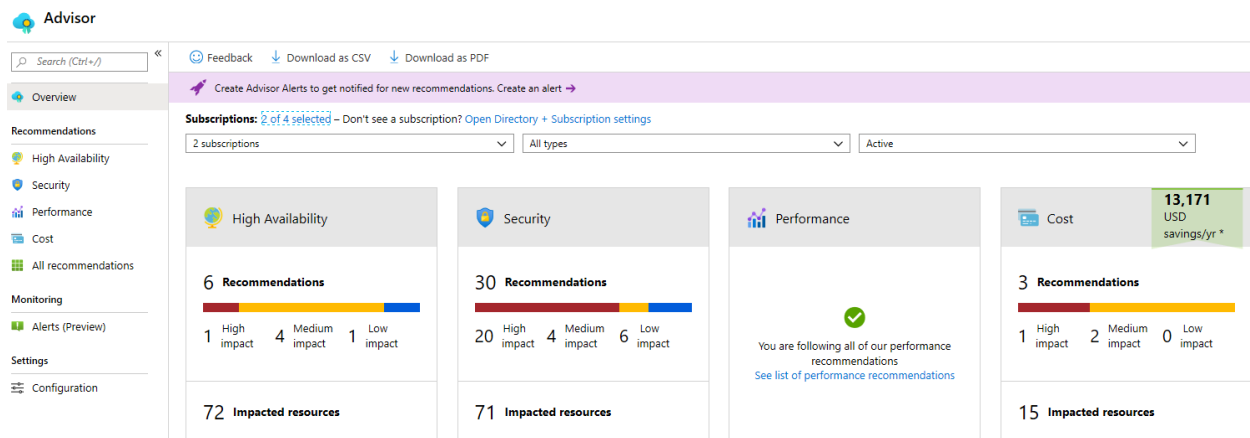 Advisor
Search (Ctrl+/)
«
Overview
Recommendations
High Availability
Security
Performance
Cost
All recommendations
Monitoring
Alerts (Preview)
Settings
Configuration
Feedback
Download as CSV
Download as PDF
Create Advisor Alerts to get notified for new recommendations. Create an alert →
Subscriptions: 2 of 4 selected – Don't see a subscription? Open Directory + Subscription settings
2 subscriptions
All types
Active
High Availability
6 Recommendations
1 High impact
4 Medium impact
1 Low impact
72 Impacted resources
Security
30 Recommendations
20 High impact
4 Medium impact
6 Low impact
71 Impacted resources
Performance
You are following all of our performance
recommendations
See list of performance recommendations
Cost
13,171
USD
savings/yr *
3 Recommendations
1 High impact
2 Medium impact
0 Low impact
15 Impacted resources